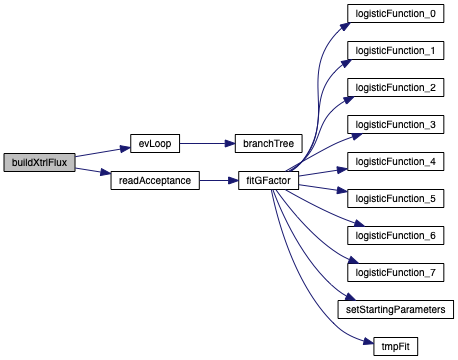 buildXtrlFlux
evLoop
branchTree
readAcceptance
fitGFactor
logisticFunction_0
logisticFunction_1
logisticFunction_2
logisticFunction_3
logisticFunction_4
logisticFunction_5
logisticFunction_6
logisticFunction_7
setStartingParameters
tmpFit